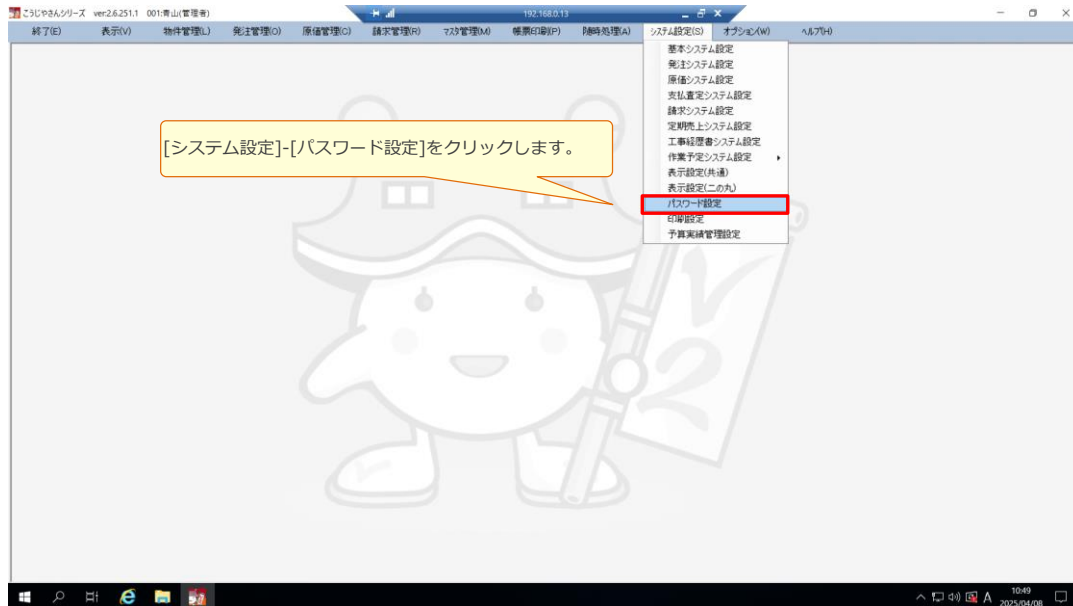 こうじやさんシリーズ ver.2.6.251.1 001:青山(管理者)
192.168.0.13
終了(E) 表示(V) 物件管理(L) 発注管理(O) 原価管理(C) 請求管理(R) マスタ管理(M) 帳票印刷(P) 随時処理(A) システム設定(S) オプション(W) ヘルプ(H)
基本システム設定
発注システム設定
原価システム設定
支払査定システム設定
請求システム設定
定期売上システム設定
工事経歴書システム設定
作業予定システム設定
表示設定(共通)
表示設定(二の丸)
パスワード設定
印刷設定
予算実績管理設定
[システム設定]-[パスワード設定]をクリックします。
V2
A
10:49
2025/04/08